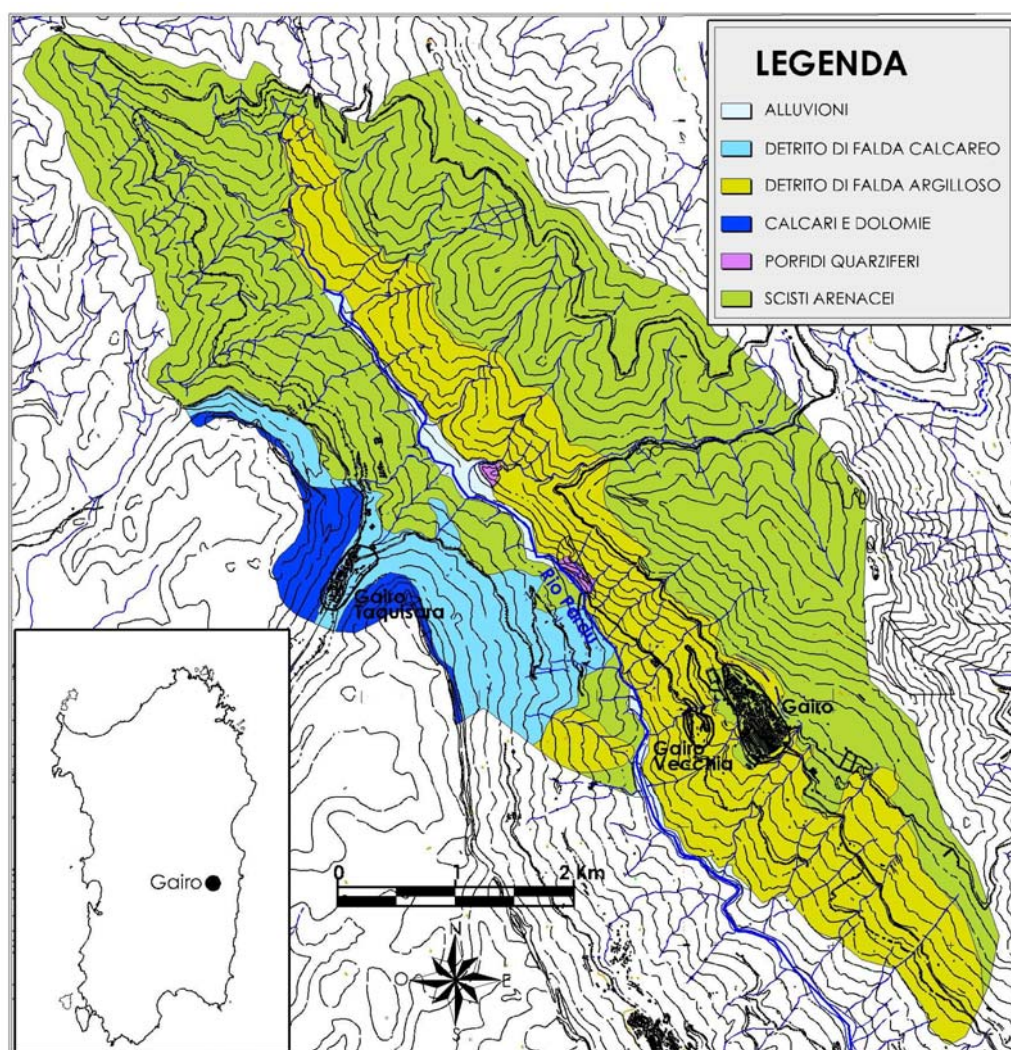 LEGENDA
ALLUVIONI
DETRITO DI FALDA CALCAREO
DETRITO DI FALDA ARGILLOSO
CALCARI E DOLOMIE
PORFIDI QUARZIFERI
SCISTI ARENACEI
Gairo
Taquisara
Rio Pardu
Gairo
Gairo
Vecchia
Gairo
0 1 2 Km
N
O E
S